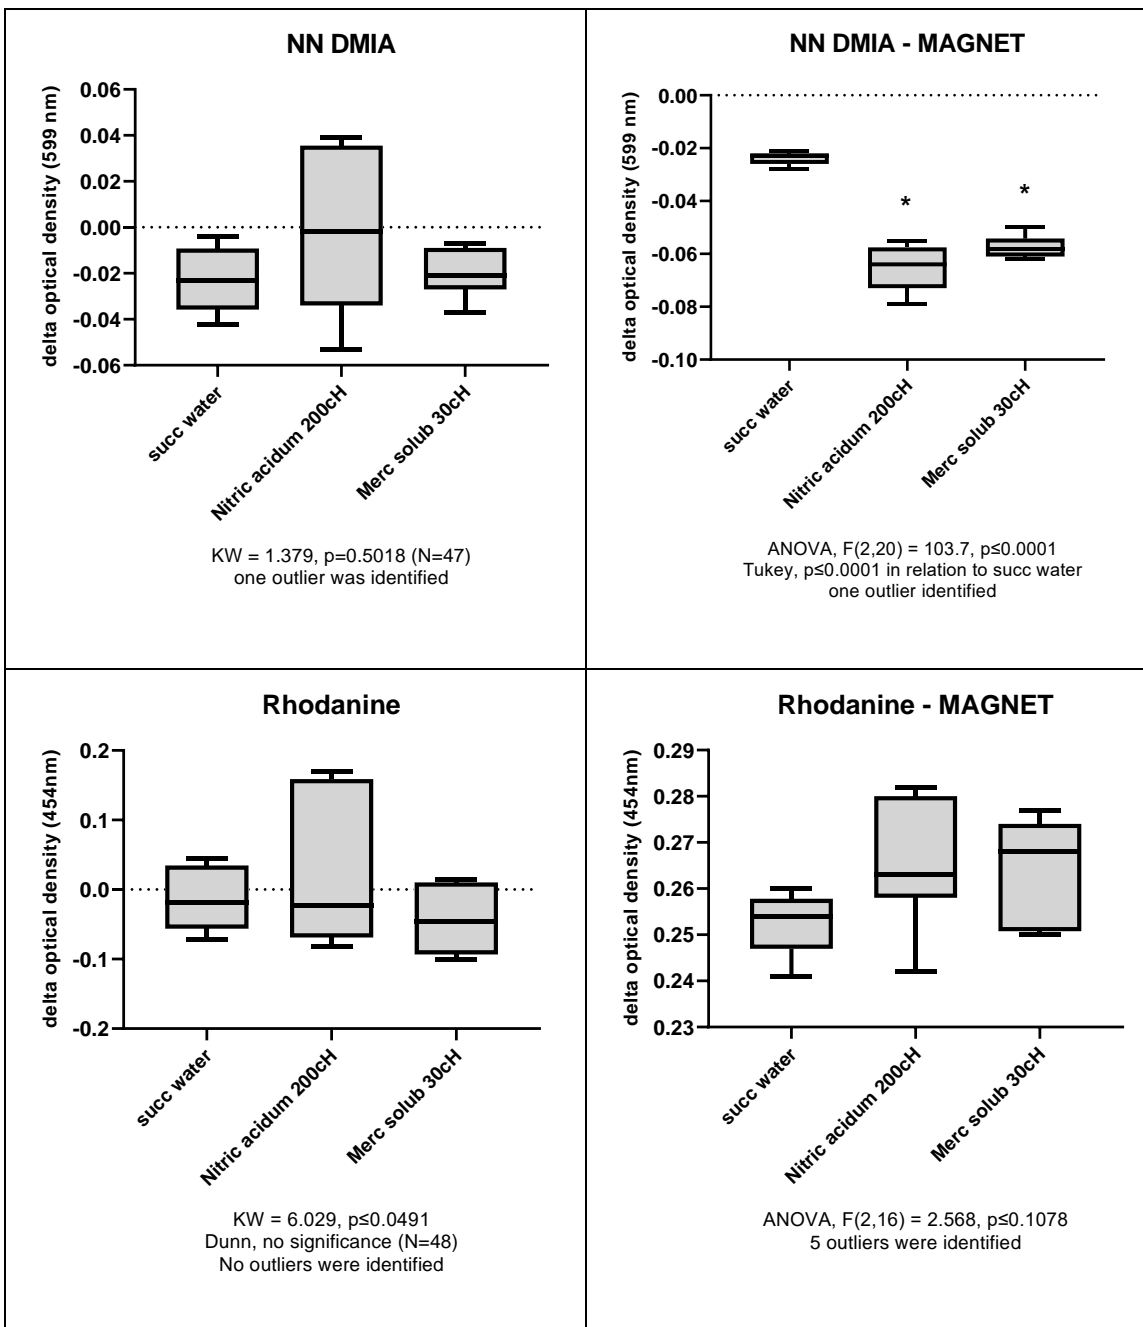 NN DMIA
delta optical density (599 nm)
0.06
0.04
0.02
0.00
-0.02
-0.04
-0.06
succ water
Nitric acidum 200cH
Merc solub 30cH
KW = 1.379, p=0.5018 (N=47)
one outlier was identified
NN DMIA - MAGNET
delta optical density (599 nm)
0.00
-0.02
-0.04
-0.06
-0.08
-0.10
*
*
succ water
Nitric acidum 200cH
Merc solub 30cH
ANOVA, F(2,20) = 103.7, p≤0.0001
Tukey, p≤0.0001 in relation to succ water
one outlier identified
Rhodanine
delta optical density (454nm)
0.2
0.1
0.0
-0.1
-0.2
succ water
Nitric acidum 200cH
Merc solub 30cH
KW = 6.029, p≤0.0491
Dunn, no significance (N=48)
No outliers were identified
Rhodanine - MAGNET
delta optical density (454nm)
0.29
0.28
0.27
0.26
0.25
0.24
0.23
succ water
Nitric acidum 200cH
Merc solub 30cH
ANOVA, F(2,16) = 2.568, p≤0.1078
5 outliers were identified